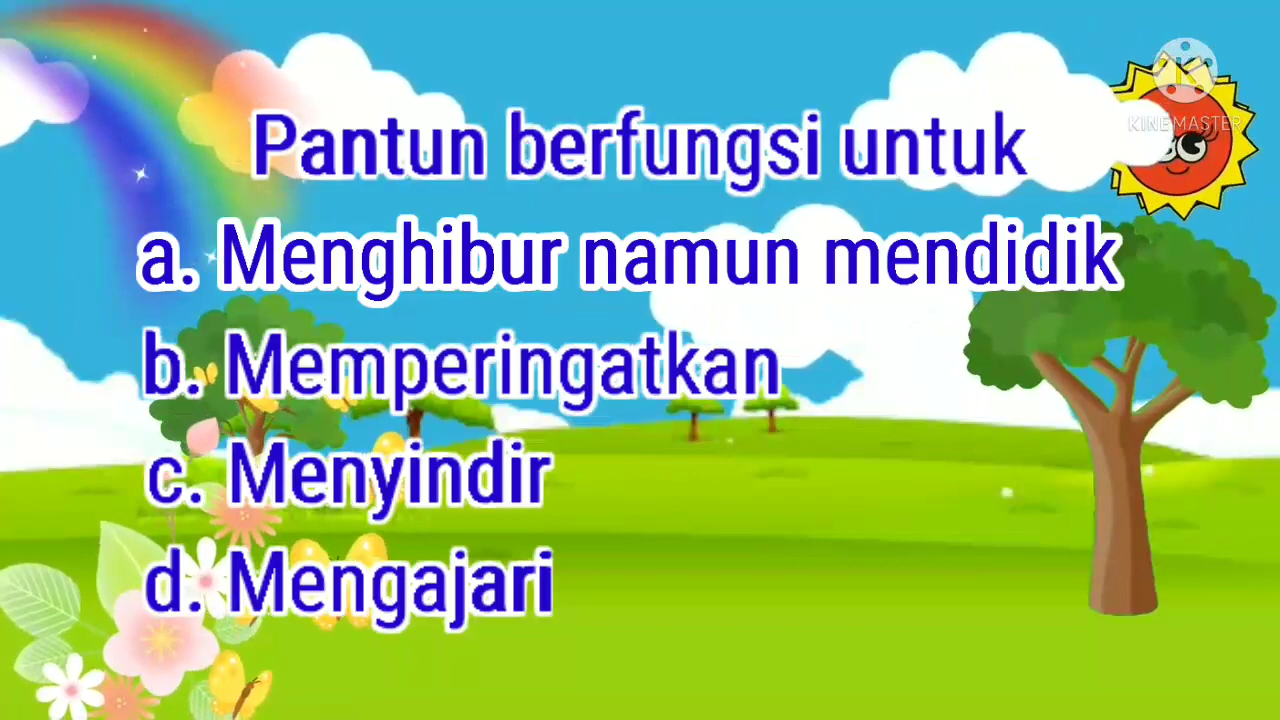 Pantun berfungsi untuk
a. Menghibur namun mendidik
b. Memperingatkan
c. Menyindir
d. Mengajari
KINEMASTER